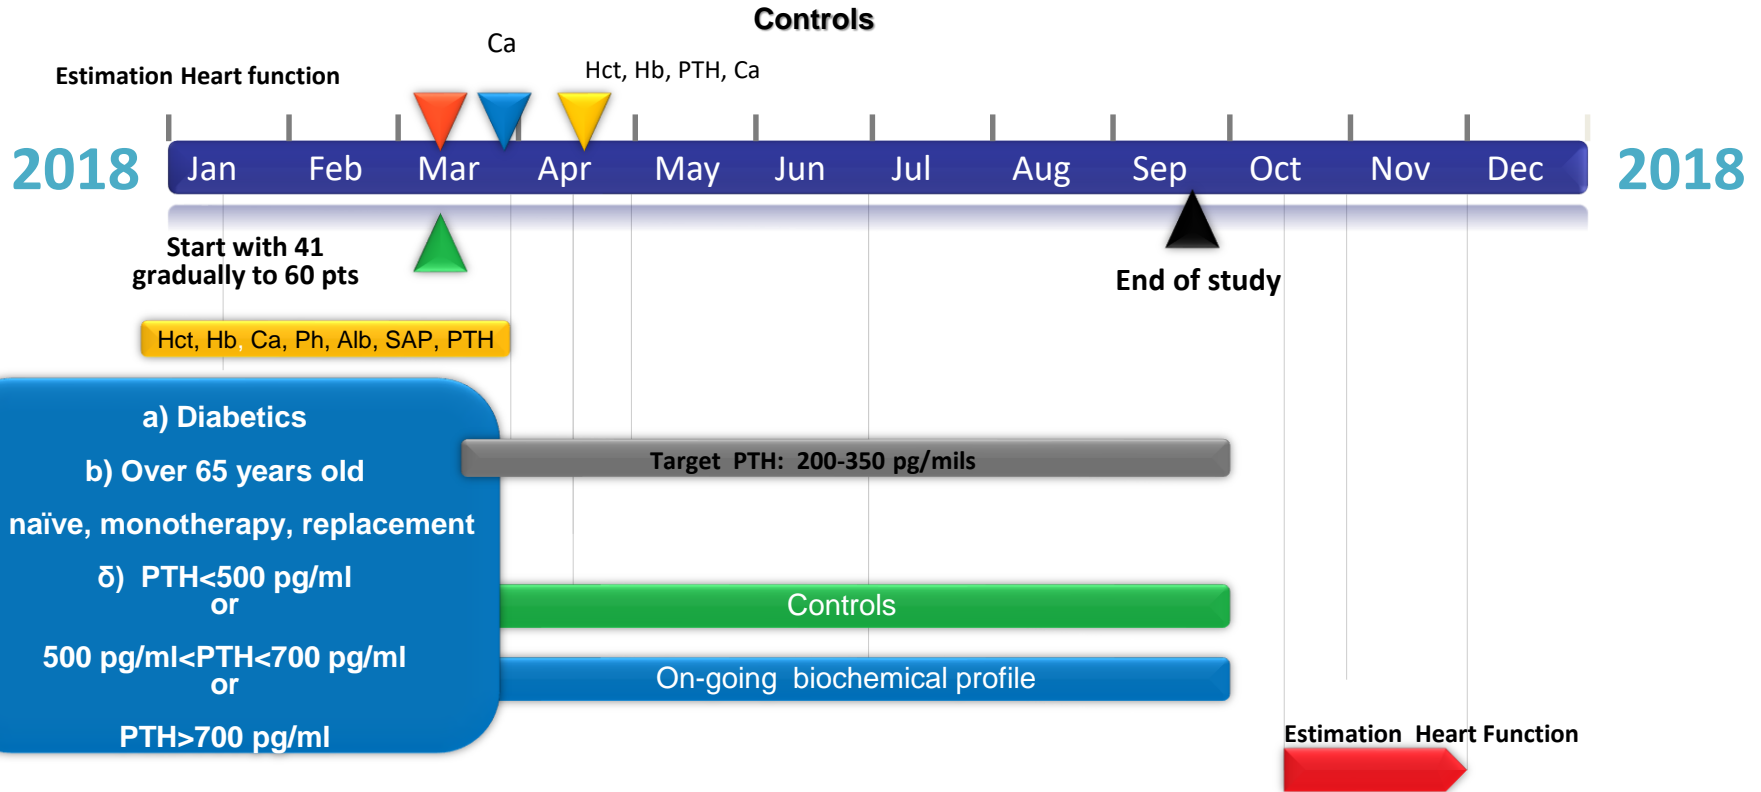 Controls
Ca
Estimation Heart function
Hct, Hb, PTH, Ca
2018
Jan Feb Mar Apr May Jun Jul Aug Sep Oct Nov Dec
2018
Start with 41
gradually to 60 pts
End of study
Hct, Hb, Ca, Ph, Alb, SAP, PTH
a) Diabetics
b) Over 65 years old
naïve, monotherapy, replacement
δ) PTH<500 pg/ml
or
500 pg/ml<PTH<700 pg/ml
or
PTH>700 pg/ml
Target PTH: 200-350 pg/mils
Controls
On-going biochemical profile
Estimation Heart Function